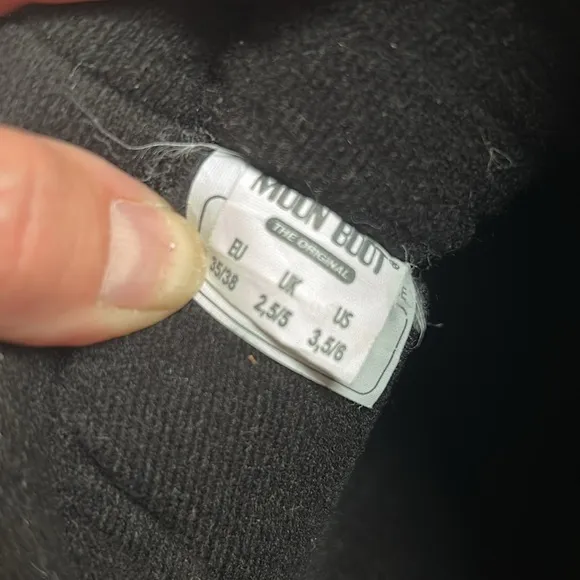 MOON BOOT
THE ORIGINAL
EU UK US
35/38 2,5/5 3,5/6